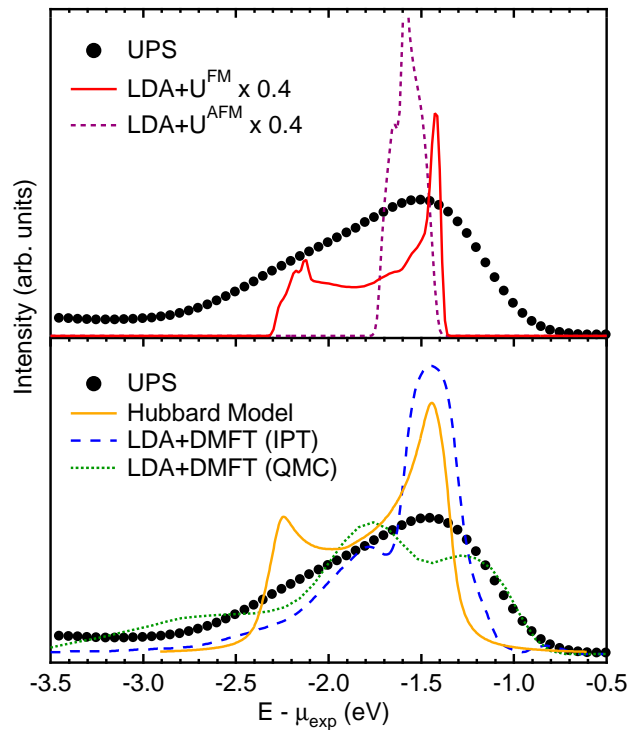 UPS
LDA+U^FM x 0.4
LDA+U^AFM x 0.4
Intensity (arb. units)
UPS
Hubbard Model
LDA+DMFT (IPT)
LDA+DMFT (QMC)
-3.5 -3.0 -2.5 -2.0 -1.5 -1.0 -0.5
E - μ_exp (eV)